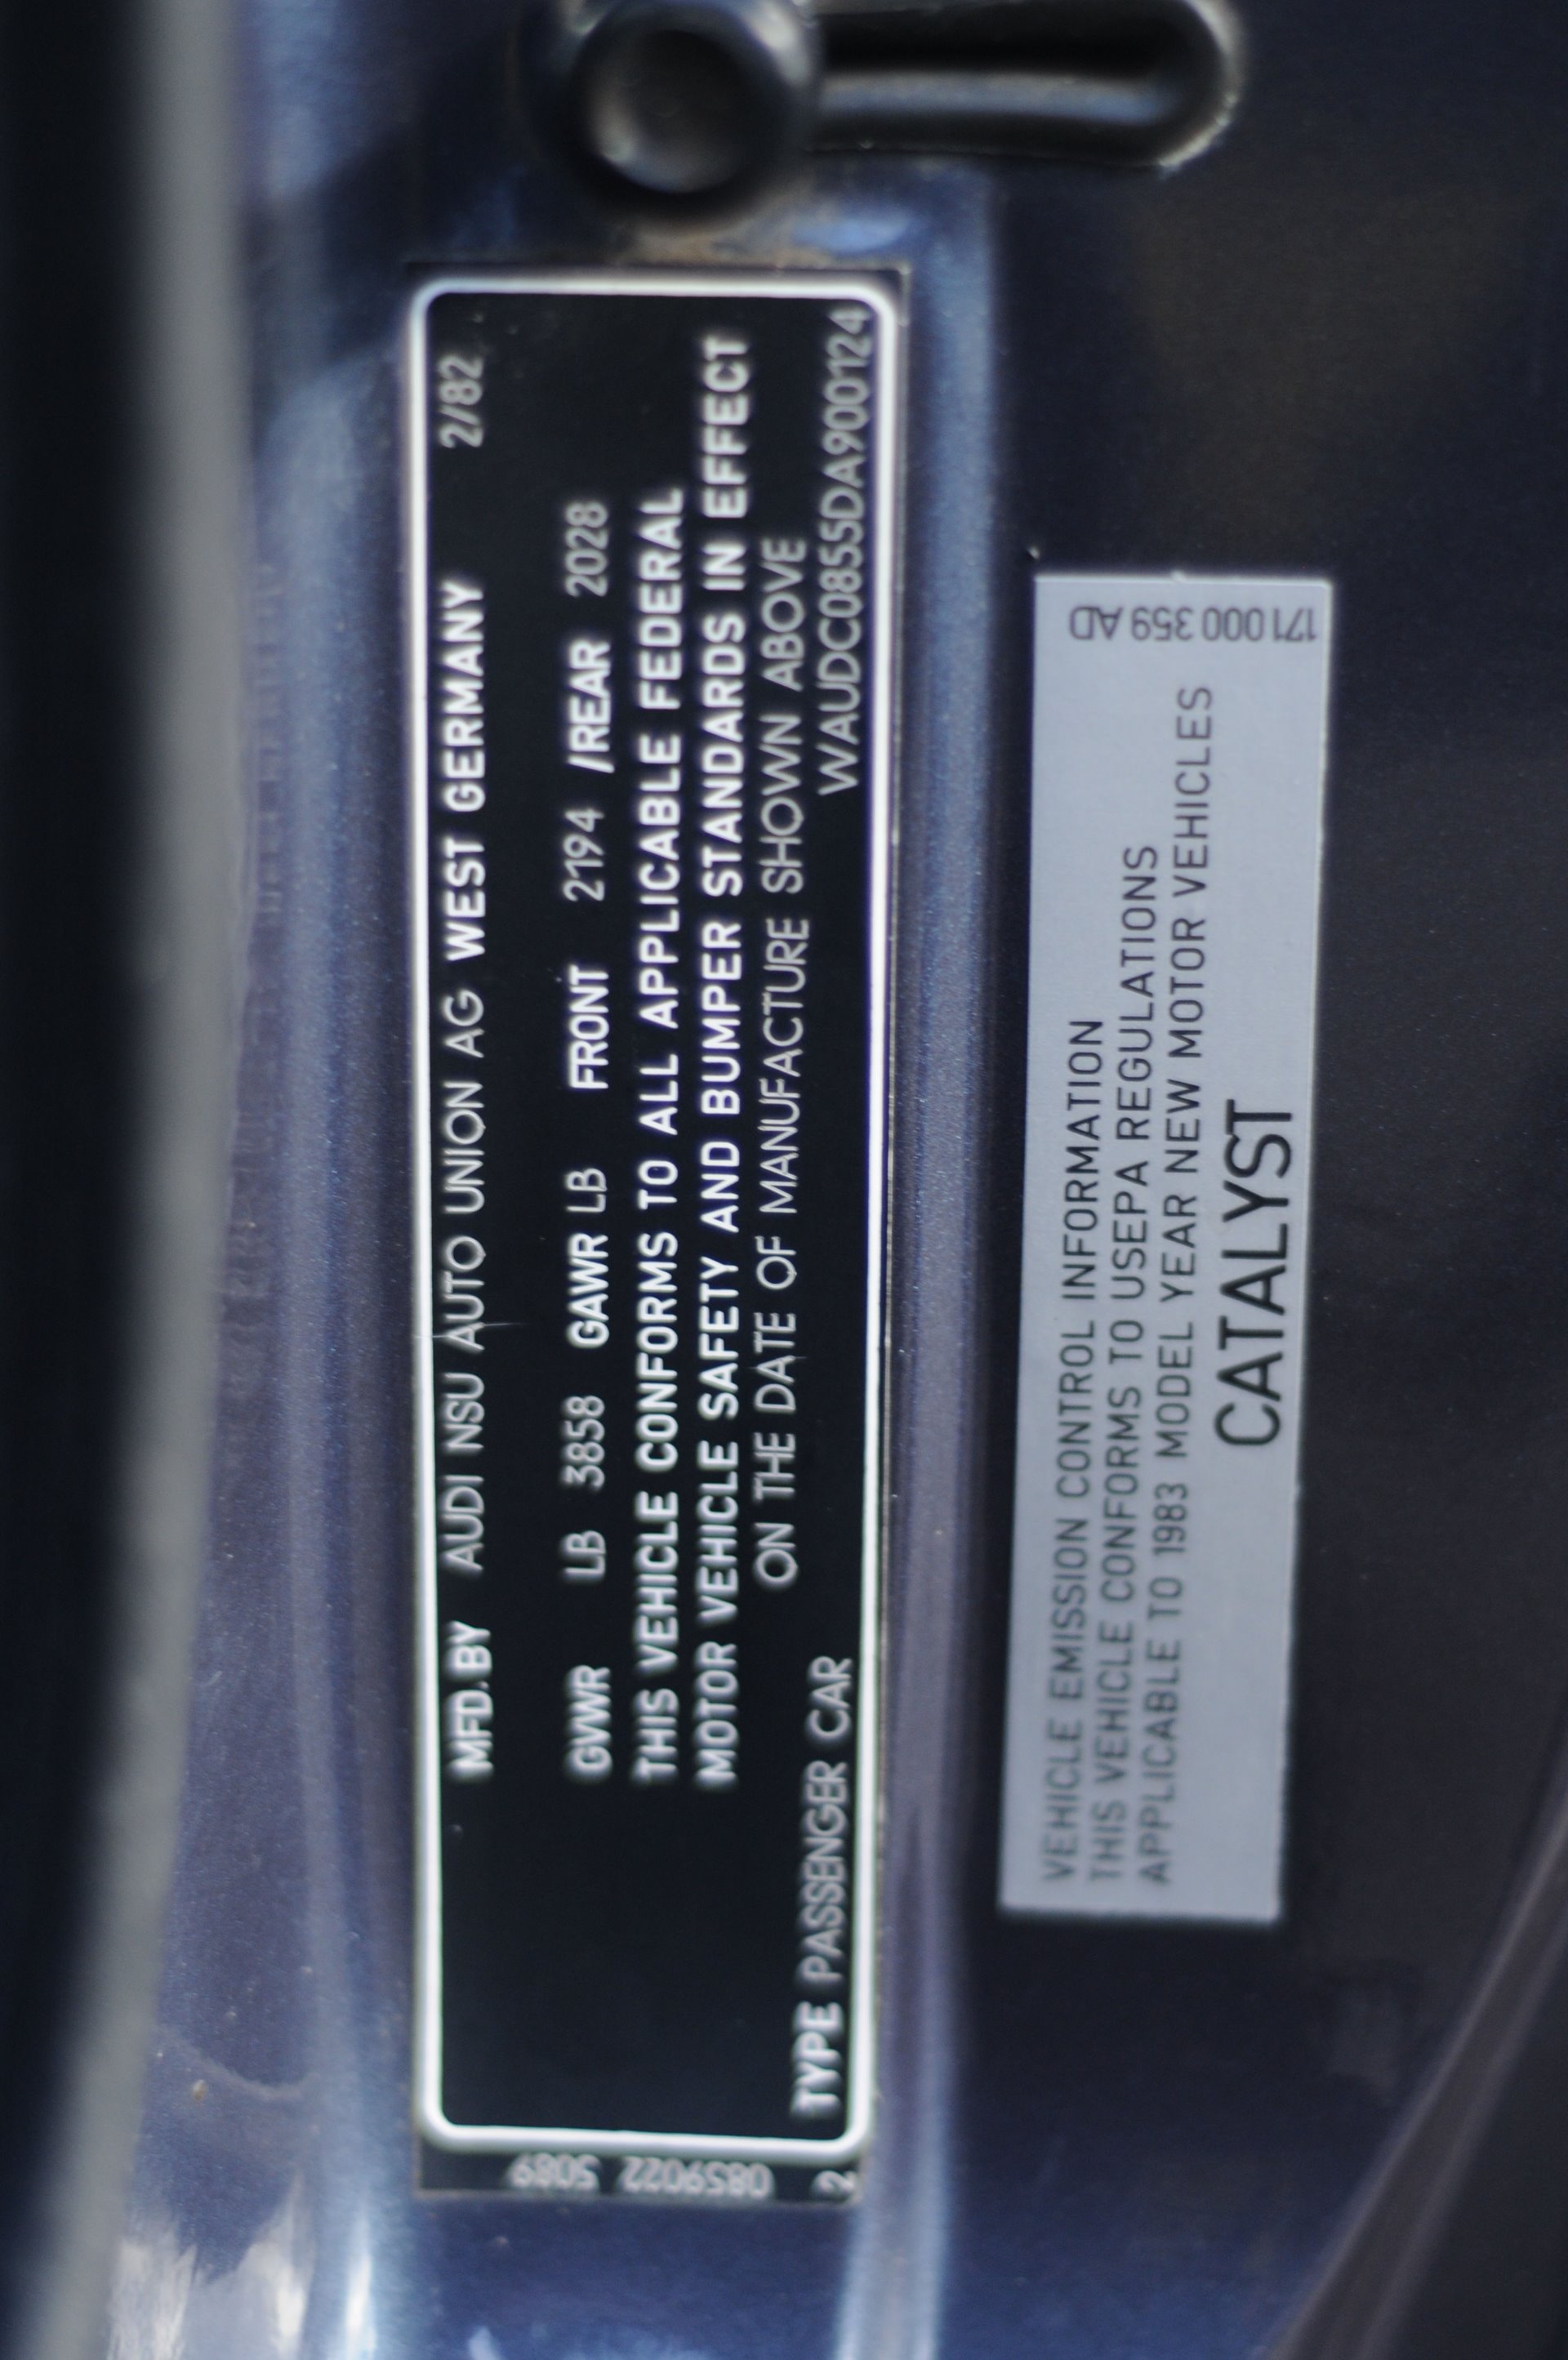 MFD.BY AUDI NSU AUTO UNION AG WEST GERMANY 2/82
GVWR LB 3858 GAWR LB FRONT 2194 /REAR 2028
THIS VEHICLE CONFORMS TO ALL APPLICABLE FEDERAL
MOTOR VEHICLE SAFETY AND BUMPER STANDARDS IN EFFECT
ON THE DATE OF MANUFACTURE SHOWN ABOVE
TYPE PASSENGER CAR WAUDC0855DA900124
0859022 5089
2
VEHICLE EMISSION CONTROL INFORMATION
THIS VEHICLE CONFORMS TO USEPA REGULATIONS
APPLICABLE TO 1983 MODEL YEAR NEW MOTOR VEHICLES
CATALYST
171 000 359 AD